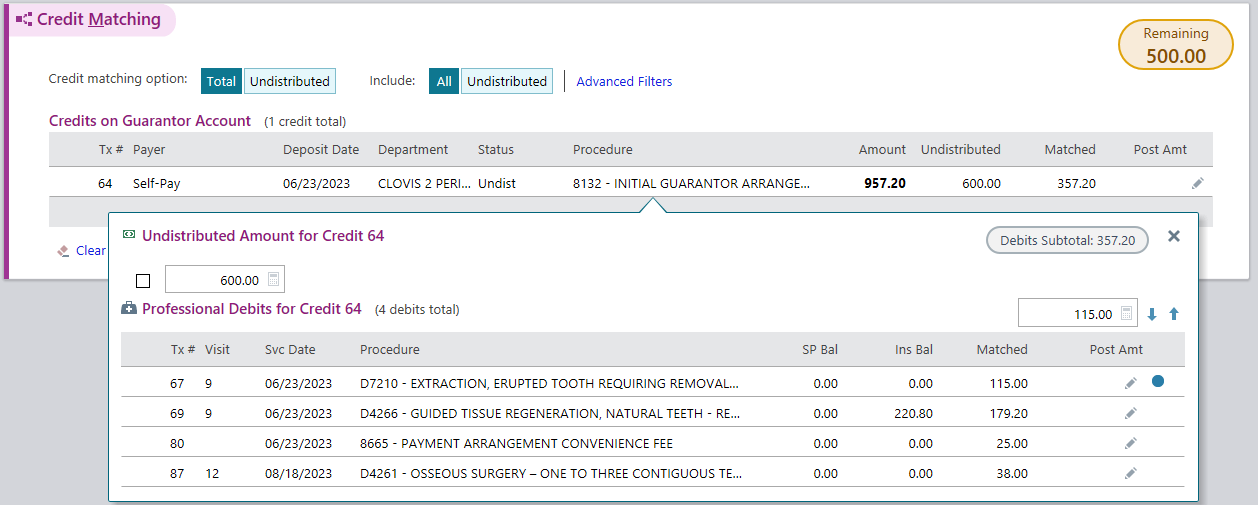 Credit Matching
Remaining
500.00
Credit matching option: Total Undistributed Include: All Undistributed Advanced Filters
Credits on Guarantor Account (1 credit total)
Tx # Payer Deposit Date Department Status Procedure Amount Undistributed Matched Post Amt
64 Self-Pay 06/23/2023 CLOVIS 2 PERI... Undist 8132 - INITIAL GUARANTOR ARRANGE... 957.20 600.00 357.20
Clear
Undistributed Amount for Credit 64
Debits Subtotal: 357.20
600.00
Professional Debits for Credit 64 (4 debits total)
115.00
Tx # Visit Svc Date Procedure SP Bal Ins Bal Matched Post Amt
67 9 06/23/2023 D7210 - EXTRACTION, ERUPTED TOOTH REQUIRING REMOVAL... 0.00 0.00 115.00
69 9 06/23/2023 D4266 - GUIDED TISSUE REGENERATION, NATURAL TEETH - RE... 0.00 220.80 179.20
80 06/23/2023 8665 - PAYMENT ARRANGEMENT CONVENIENCE FEE 0.00 0.00 25.00
87 12 08/18/2023 D4261 - OSSEOUS SURGERY – ONE TO THREE CONTIGUOUS TE... 0.00 0.00 38.00